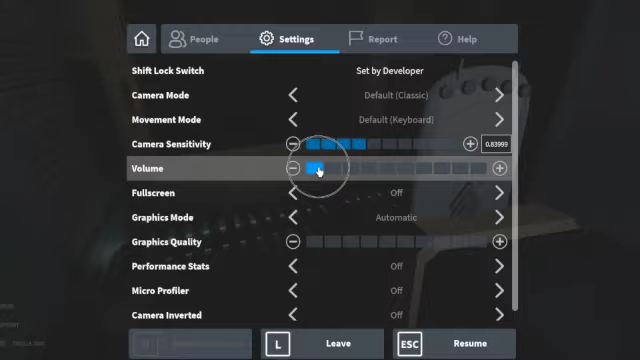 People Settings Report Help
Shift Lock Switch Set by Developer
Camera Mode Default (Classic)
Movement Mode Default (Keyboard)
Camera Sensitivity 0.83999
Volume
Fullscreen Off
Graphics Mode Automatic
Graphics Quality
Performance Stats Off
Micro Profiler Off
Camera Inverted Off
L Leave ESC Resume